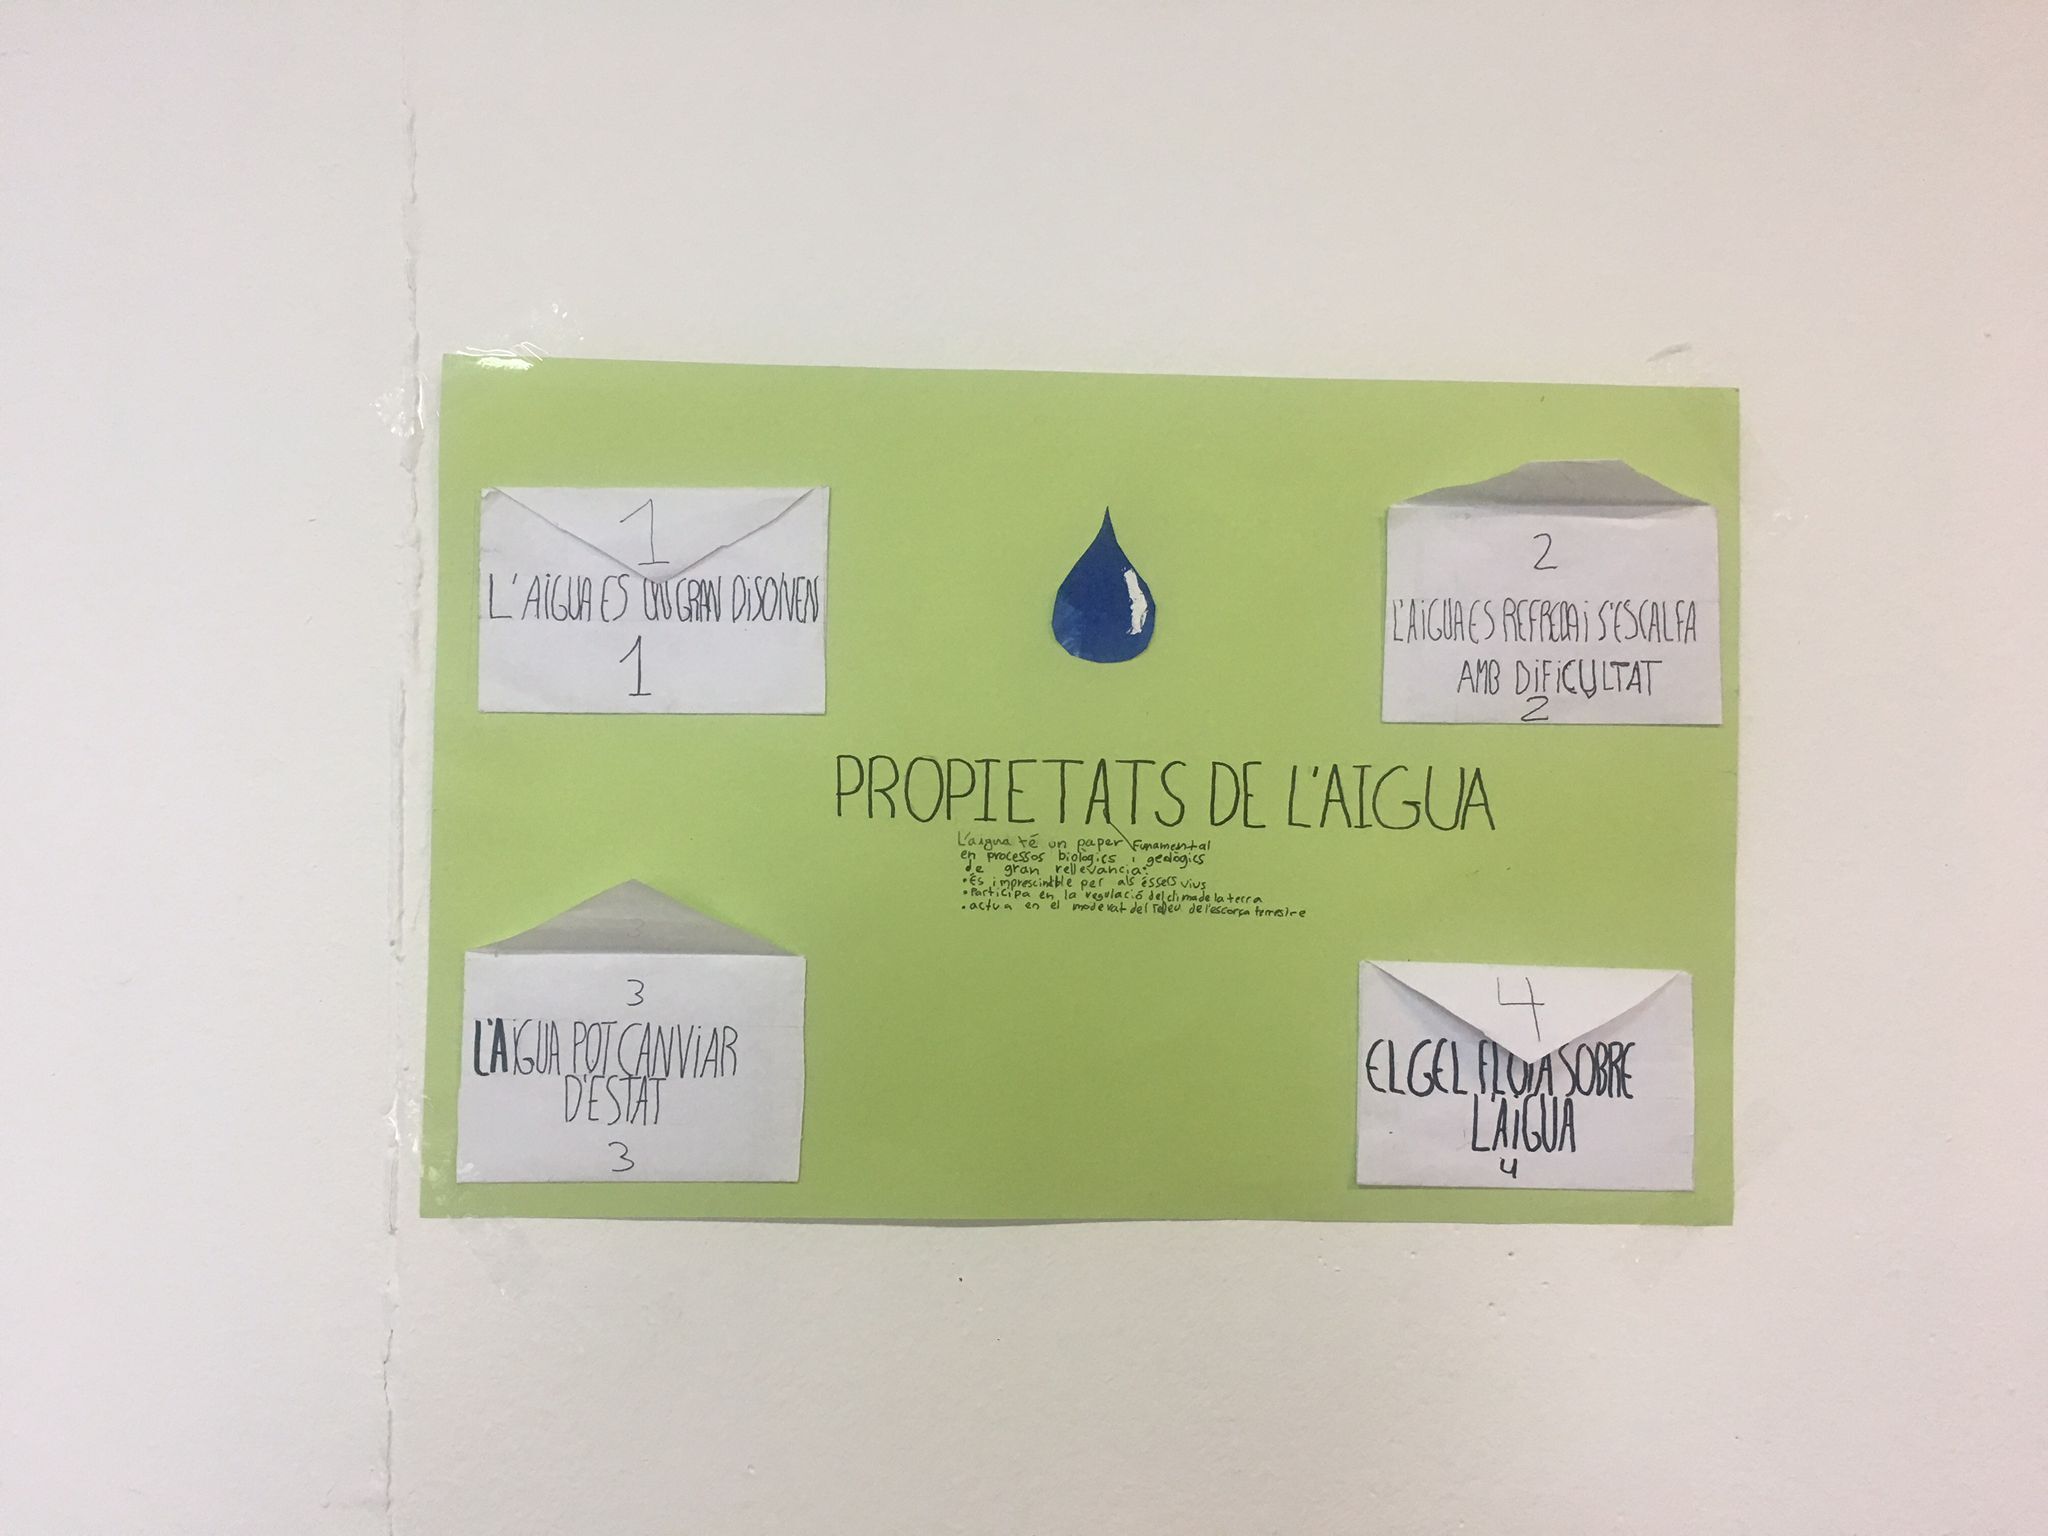 1
L'AIGUA ES UN GRAN DISOLVEN
1
2
L'AIGUA ES REFREDA I S'ESCALFA
AMB DIFICULTAT
2
PROPIETATS DE L'AIGUA
L'aigua té un paper Funamental
en processos biològics i geològics
de gran rellevància:
• És imprescindible per als éssers vius
• Participa en la regulació del clima de la terra
• actua en el modelat del relleu de l'escorça terrestre
3
3
L'AIGUA POT CANVIAR
D'ESTAT
3
4
EL GEL FLOTA SOBRE
L'AIGUA
4